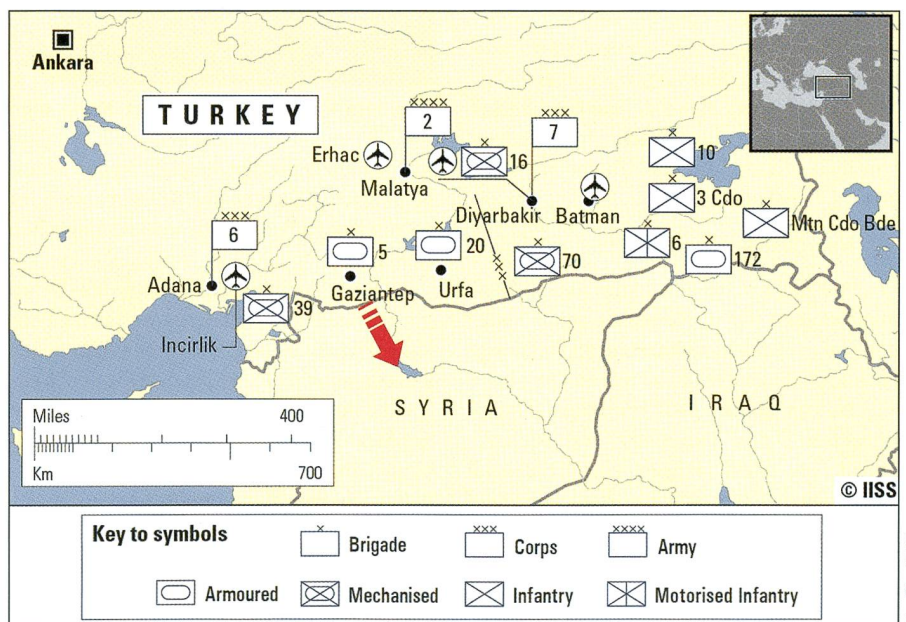 Ankara
TURKEY
××××
2
×××
7
Erhac
Malatya
×
16
Diyarbakir
Batman
×
10
×
3 Cdo
×
Mtn Cdo Bde
×××
6
Adana
Incirlik
×
39
×
5
Gaziantep
×
20
Urfa
×××
×
70
×
6
×
172
SYRIA
IRAQ
Miles 400
Km 700
© IISS
Key to symbols
×
Brigade
×××
Corps
××××
Army
Armoured
Mechanised
Infantry
Motorised Infantry